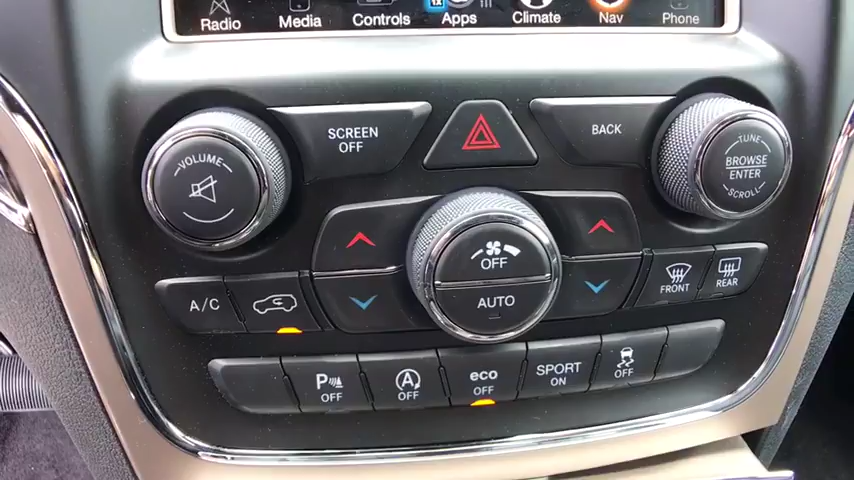 Radio Media Controls Apps Climate Nav Phone
SCREEN
OFF
BACK
VOLUME
TUNE
BROWSE
ENTER
SCROLL
OFF
AUTO
A/C
FRONT
REAR
P
OFF
A
OFF
eco
OFF
SPORT
ON
OFF